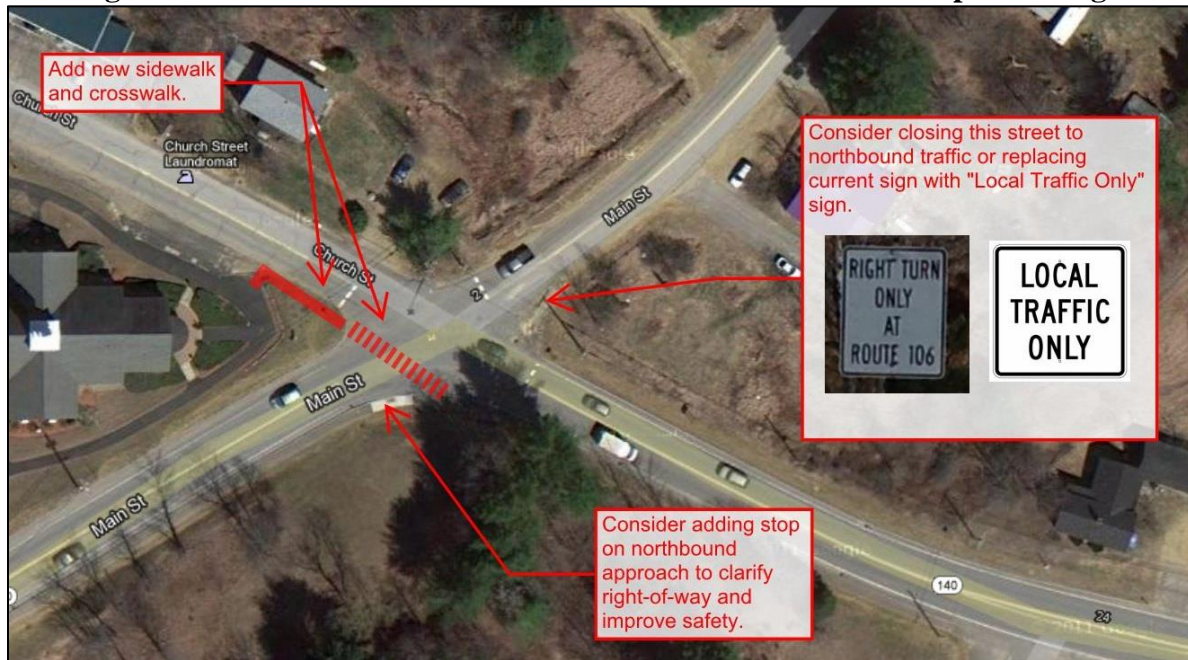 Add new sidewalk
and crosswalk.
Church St
Church Street
Laundromat
Main St
Consider closing this street to
northbound traffic or replacing
current sign with "Local Traffic Only"
sign.
RIGHT TURN
ONLY
AT
ROUTE 106
LOCAL
TRAFFIC
ONLY
Church St
2
Main St
Main St
Consider adding stop
on northbound
approach to clarify
right-of-way and
improve safety.
140
24